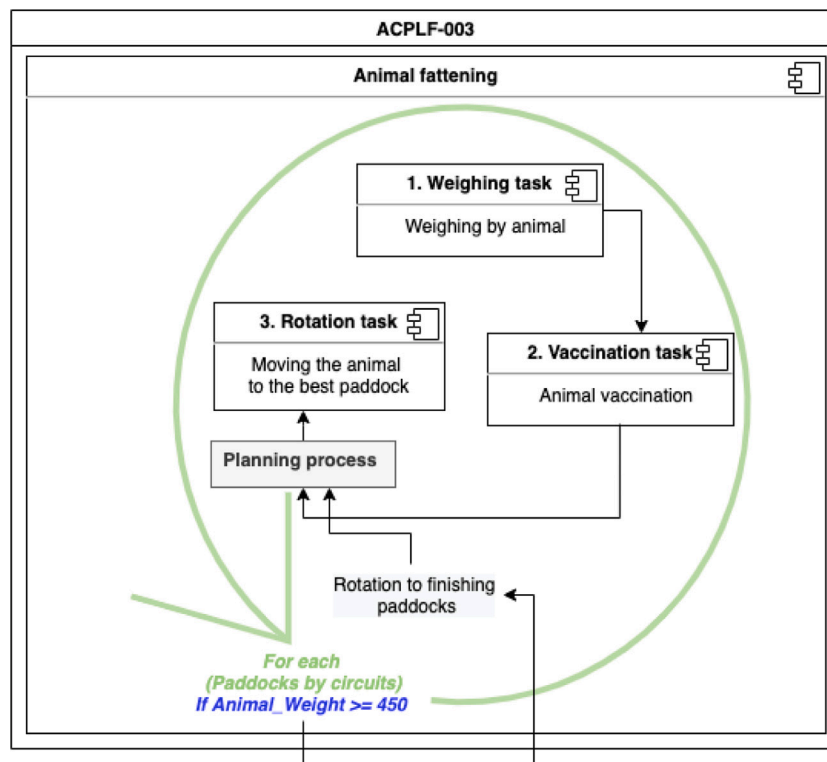 ACPLF-003
Animal fattening
1. Weighing task
Weighing by animal
3. Rotation task
Moving the animal
to the best paddock
2. Vaccination task
Animal vaccination
Planning process
Rotation to finishing
paddocks
For each
(Paddocks by circuits)
If Animal_Weight >= 450